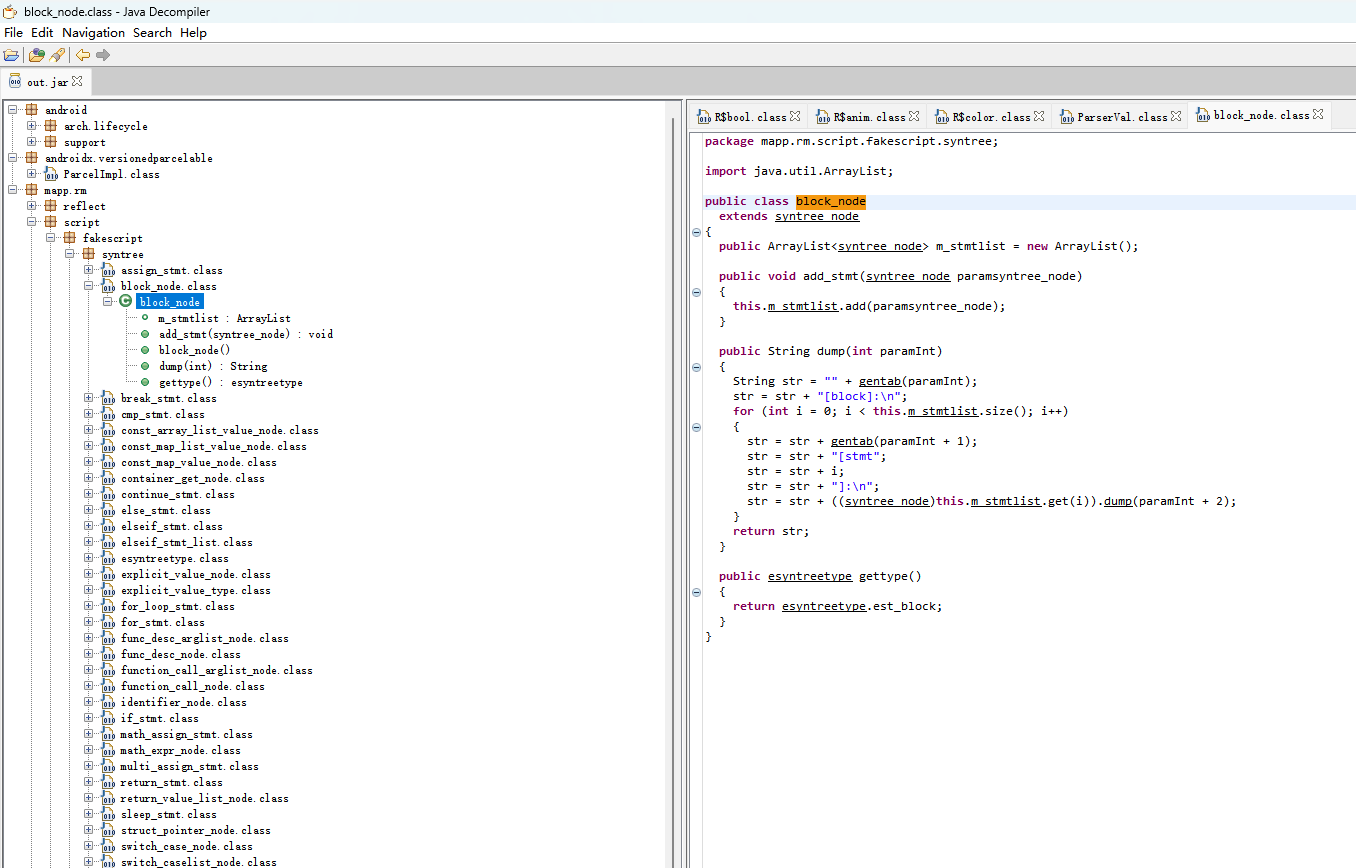 block_node.class - Java Decompiler
File Edit Navigation Search Help
out.jar
android
arch.lifecycle
support
androidx.versionedparcelable
ParcelImpl.class
mapp.rm
reflect
script
fakescript
syntree
assign_stmt.class
block_node.class
block_node
m_stmtlist : ArrayList
add_stmt(syntree_node) : void
block_node()
dump(int) : String
gettype() : esyntreetype
break_stmt.class
cmp_stmt.class
const_array_list_value_node.class
const_map_list_value_node.class
const_map_value_node.class
container_get_node.class
continue_stmt.class
else_stmt.class
elseif_stmt.class
elseif_stmt_list.class
esyntreetype.class
explicit_value_node.class
explicit_value_type.class
for_loop_stmt.class
for_stmt.class
func_desc_arglist_node.class
func_desc_node.class
function_call_arglist_node.class
function_call_node.class
identifier_node.class
if_stmt.class
math_assign_stmt.class
math_expr_node.class
multi_assign_stmt.class
return_stmt.class
return_value_list_node.class
sleep_stmt.class
struct_pointer_node.class
switch_case_node.class
switch_caselist_node.class
R$bool.class R$anim.class R$color.class ParserVal.class block_node.class
package mapp.rm.script.fakescript.syntree;
import java.util.ArrayList;
public class block_node
extends syntree_node
{
public ArrayList<syntree_node> m_stmtlist = new ArrayList();
public void add_stmt(syntree_node paramsyntree_node)
{
this.m_stmtlist.add(paramsyntree_node);
}
public String dump(int paramInt)
{
String str = "" + gentab(paramInt);
str = str + "[block]:\n";
for (int i = 0; i < this.m_stmtlist.size(); i++)
{
str = str + gentab(paramInt + 1);
str = str + "[stmt";
str = str + i;
str = str + "]:\n";
str = str + ((syntree_node)this.m_stmtlist.get(i)).dump(paramInt + 2);
}
return str;
}
public esyntreetype gettype()
{
return esyntreetype.est_block;
}
}